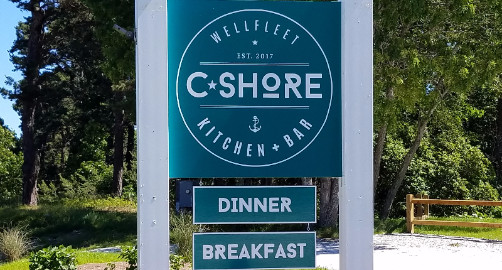 WELLFLEET
EST. 2017
C★SHORE
KITCHEN + BAR
DINNER
BREAKFAST